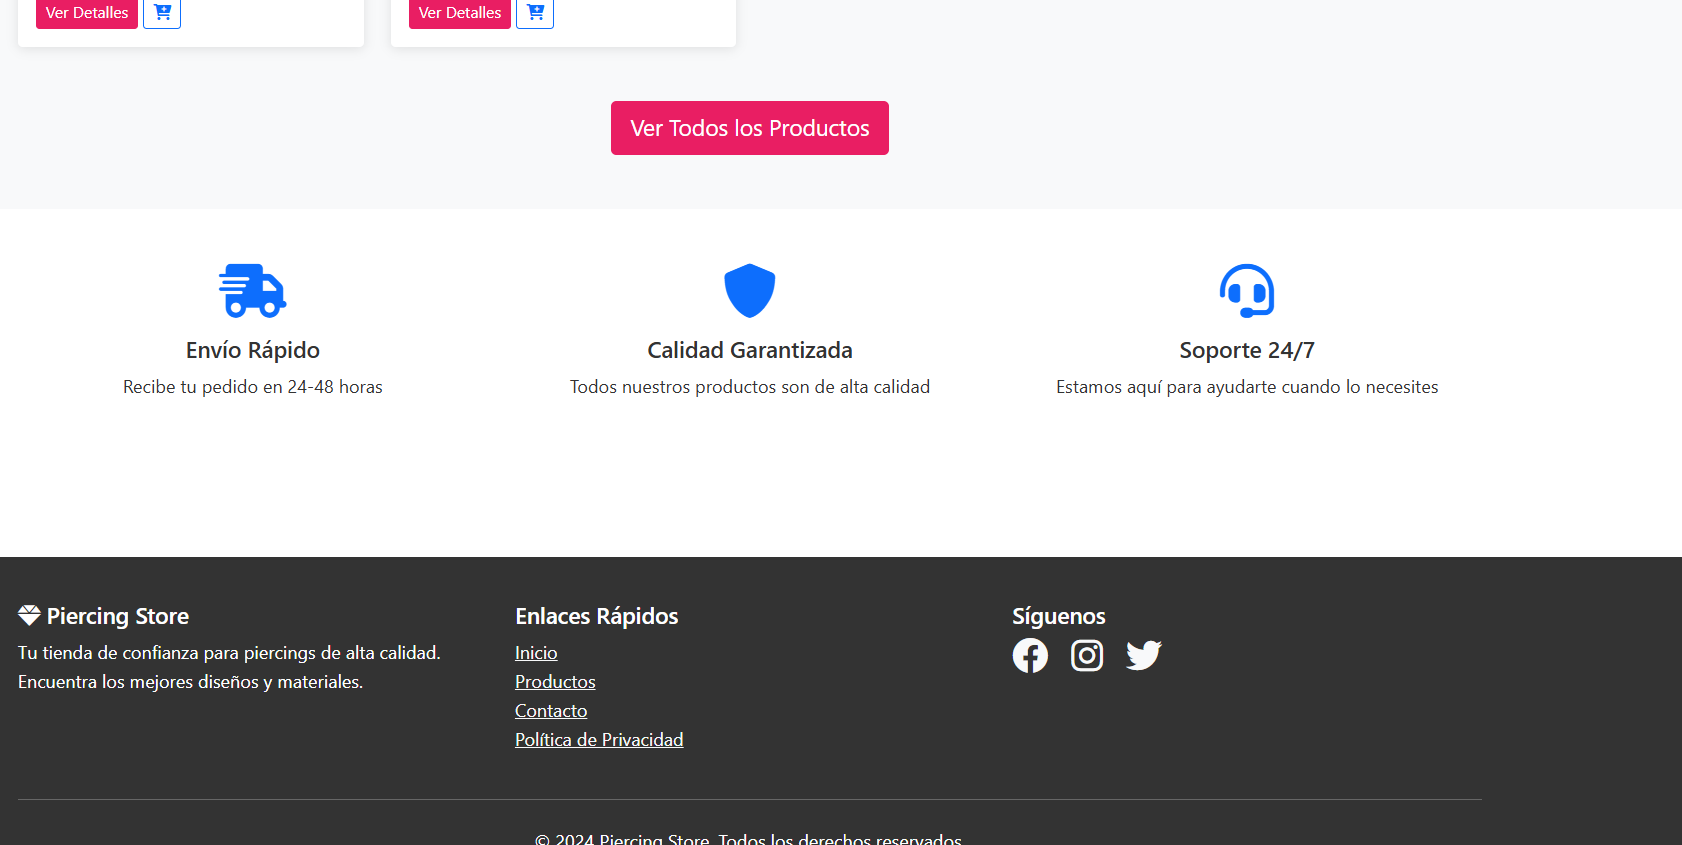 Ver Detalles
Ver Detalles
Ver Todos los Productos
Envío Rápido
Recibe tu pedido en 24-48 horas
Calidad Garantizada
Todos nuestros productos son de alta calidad
Soporte 24/7
Estamos aquí para ayudarte cuando lo necesites
Piercing Store
Tu tienda de confianza para piercings de alta calidad.
Encuentra los mejores diseños y materiales.
Enlaces Rápidos
Inicio
Productos
Contacto
Política de Privacidad
Síguenos
© 2024 Piercing Store. Todos los derechos reservados.